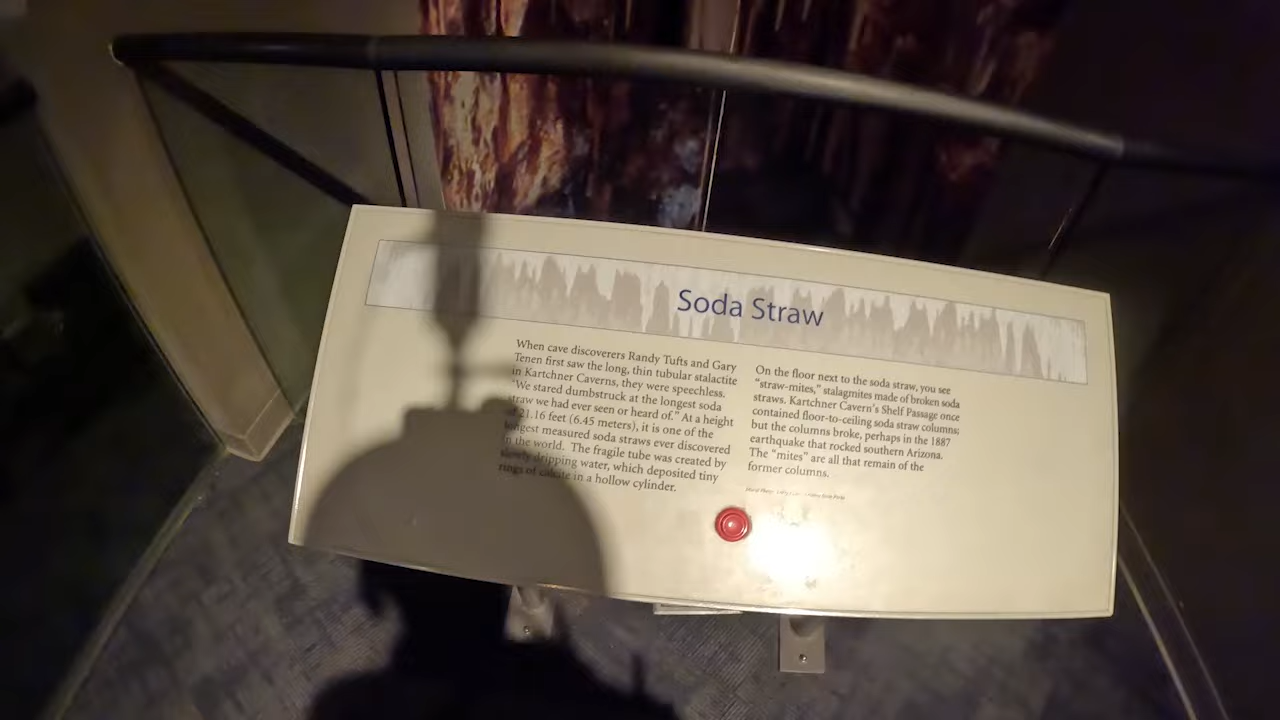 Soda Straw
When cave discoverers Randy Tufts and Gary
Tenen first saw the long, thin tubular stalactite
in Kartchner Caverns, they were speechless.
"We stared dumbstruck at the longest soda
straw we had ever seen or heard of." At a height
of 21.16 feet (6.45 meters), it is one of the
longest measured soda straws ever discovered
in the world. The fragile tube was created by
slowly dripping water, which deposited tiny
rings of calcite in a hollow cylinder.
On the floor next to the soda straw, you see
"straw-mites," stalagmites made of broken soda
straws. Kartchner Cavern's Shelf Passage once
contained floor-to-ceiling soda straw columns;
but the columns broke, perhaps in the 1887
earthquake that rocked southern Arizona.
The "mites" are all that remain of the
former columns.